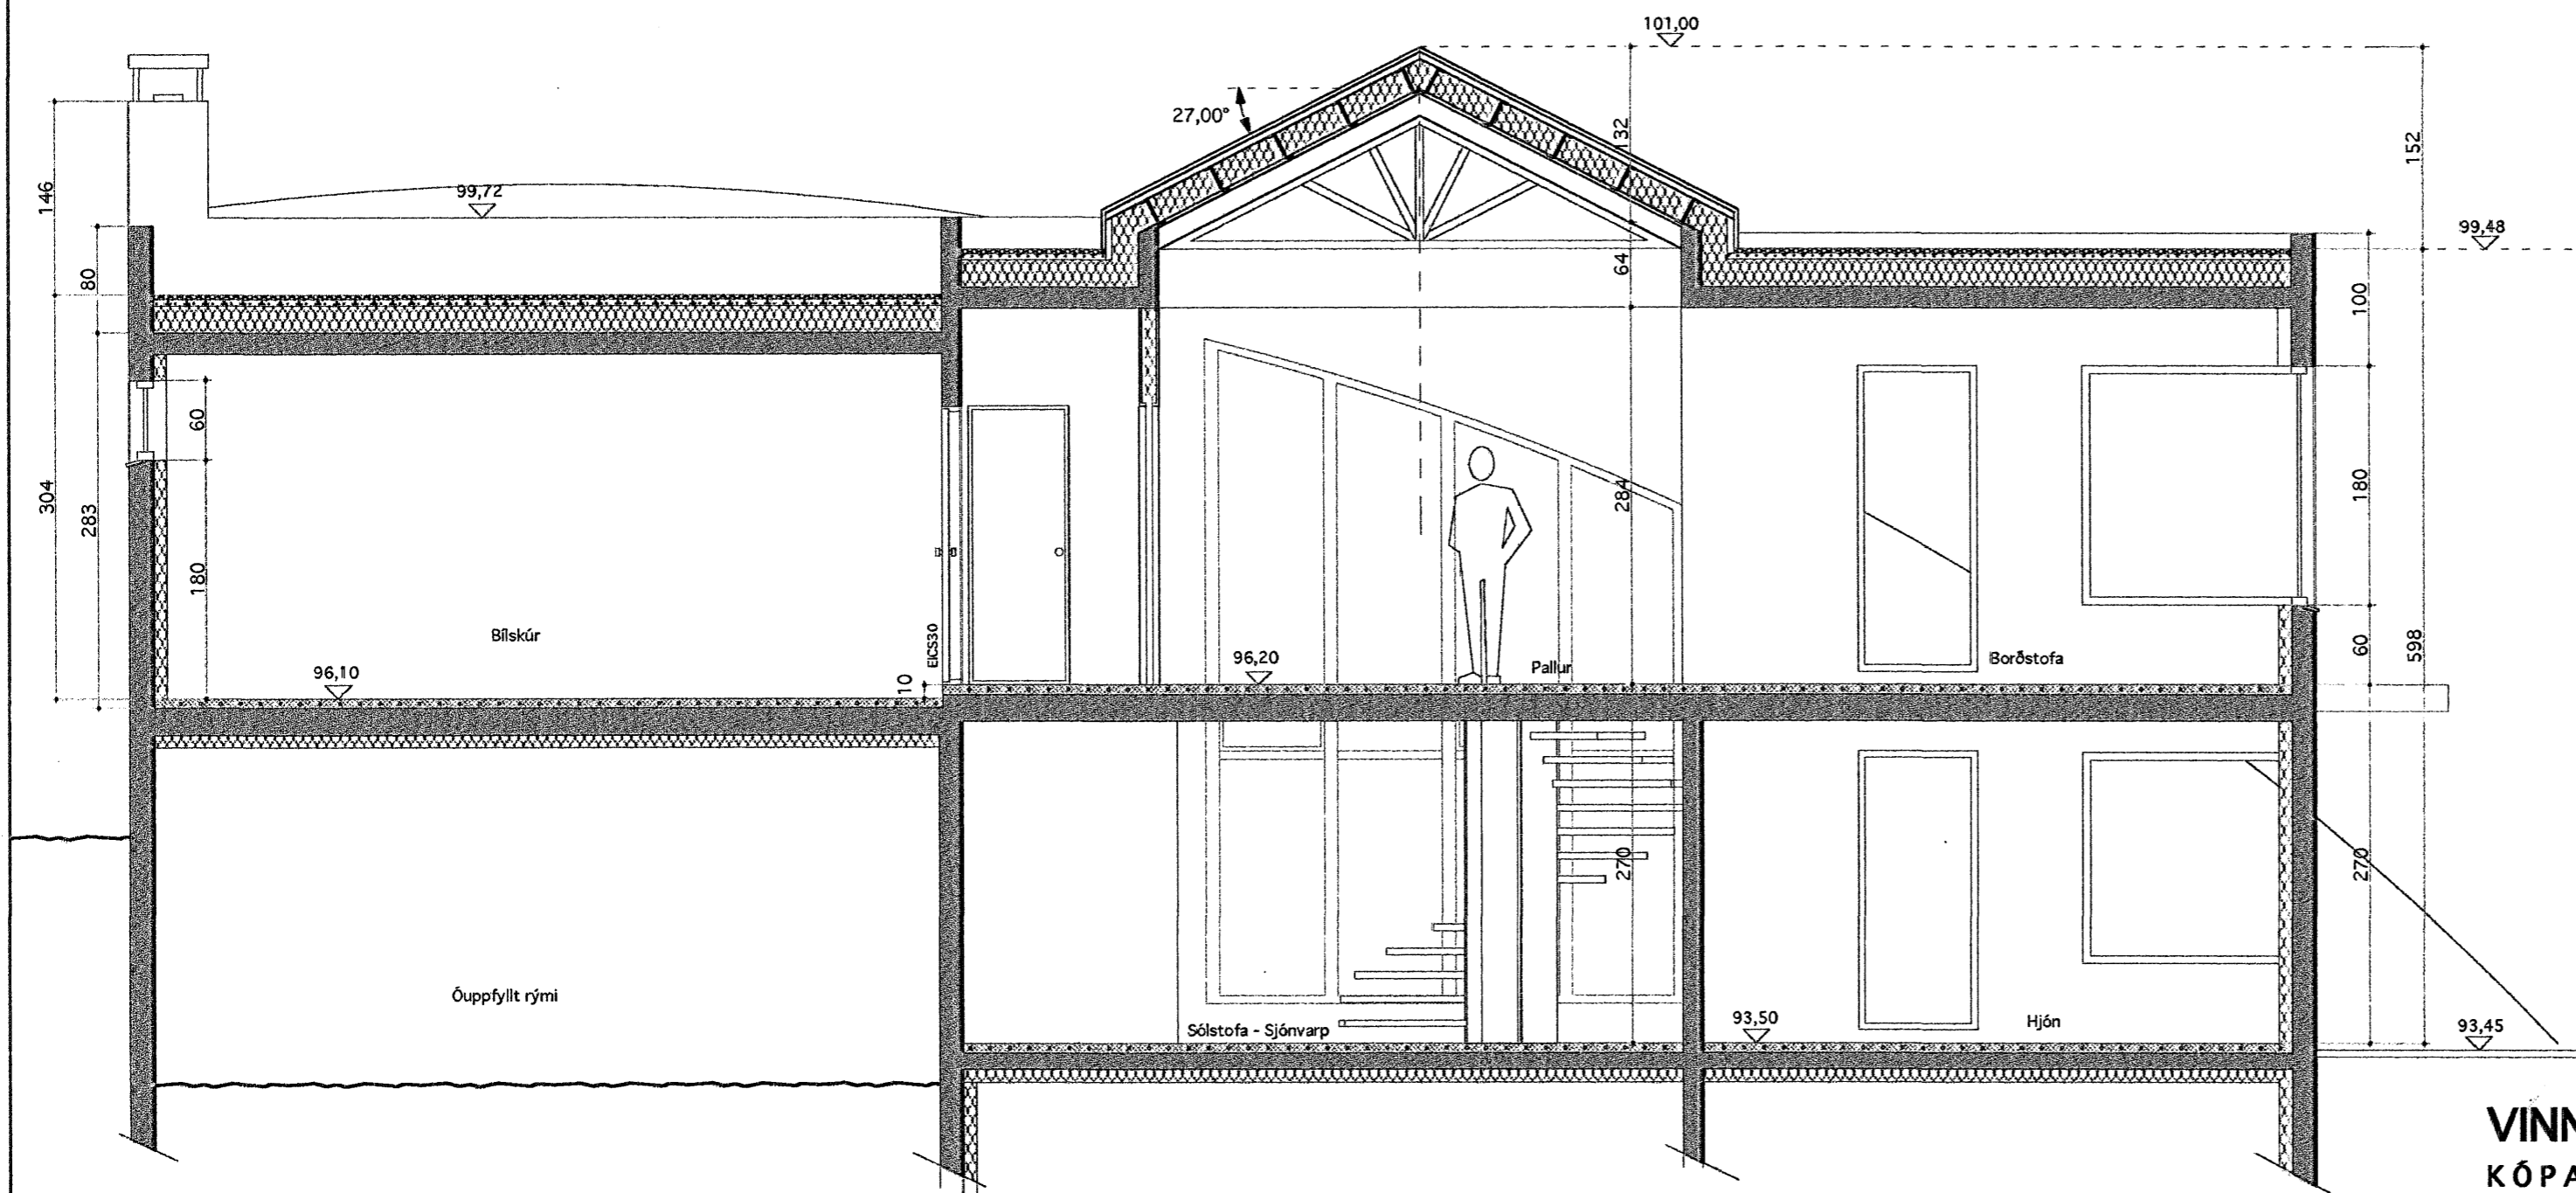 101,00
27,00°
132
152
146
99,72
99,48
80
64
100
60
304
283
284
180
180
Bílskúr
EICS30
96,10
10
96,20
Pallur
Borðstofa
60
598
270
270
Óuppfyllt rými
Sólstofa - Sjónvarp
93,50
Hjón
93,45
VINN
KÓPA